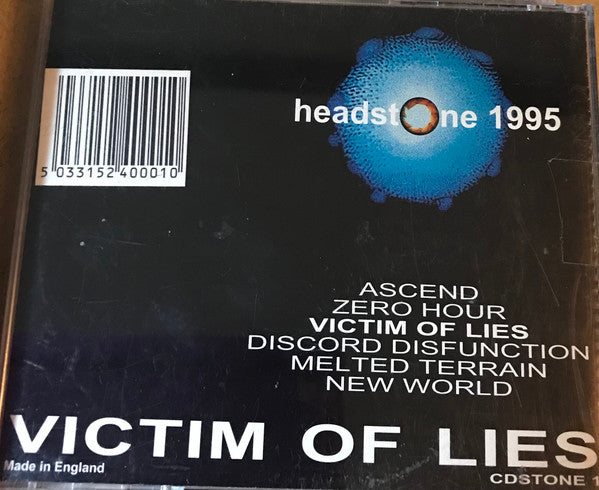 5 033152 400010
headstone 1995
ASCEND
ZERO HOUR
VICTIM OF LIES
DISCORD DISFUNCTION
MELTED TERRAIN
NEW WORLD
VICTIM OF LIES
Made in England
CDSTONE 1